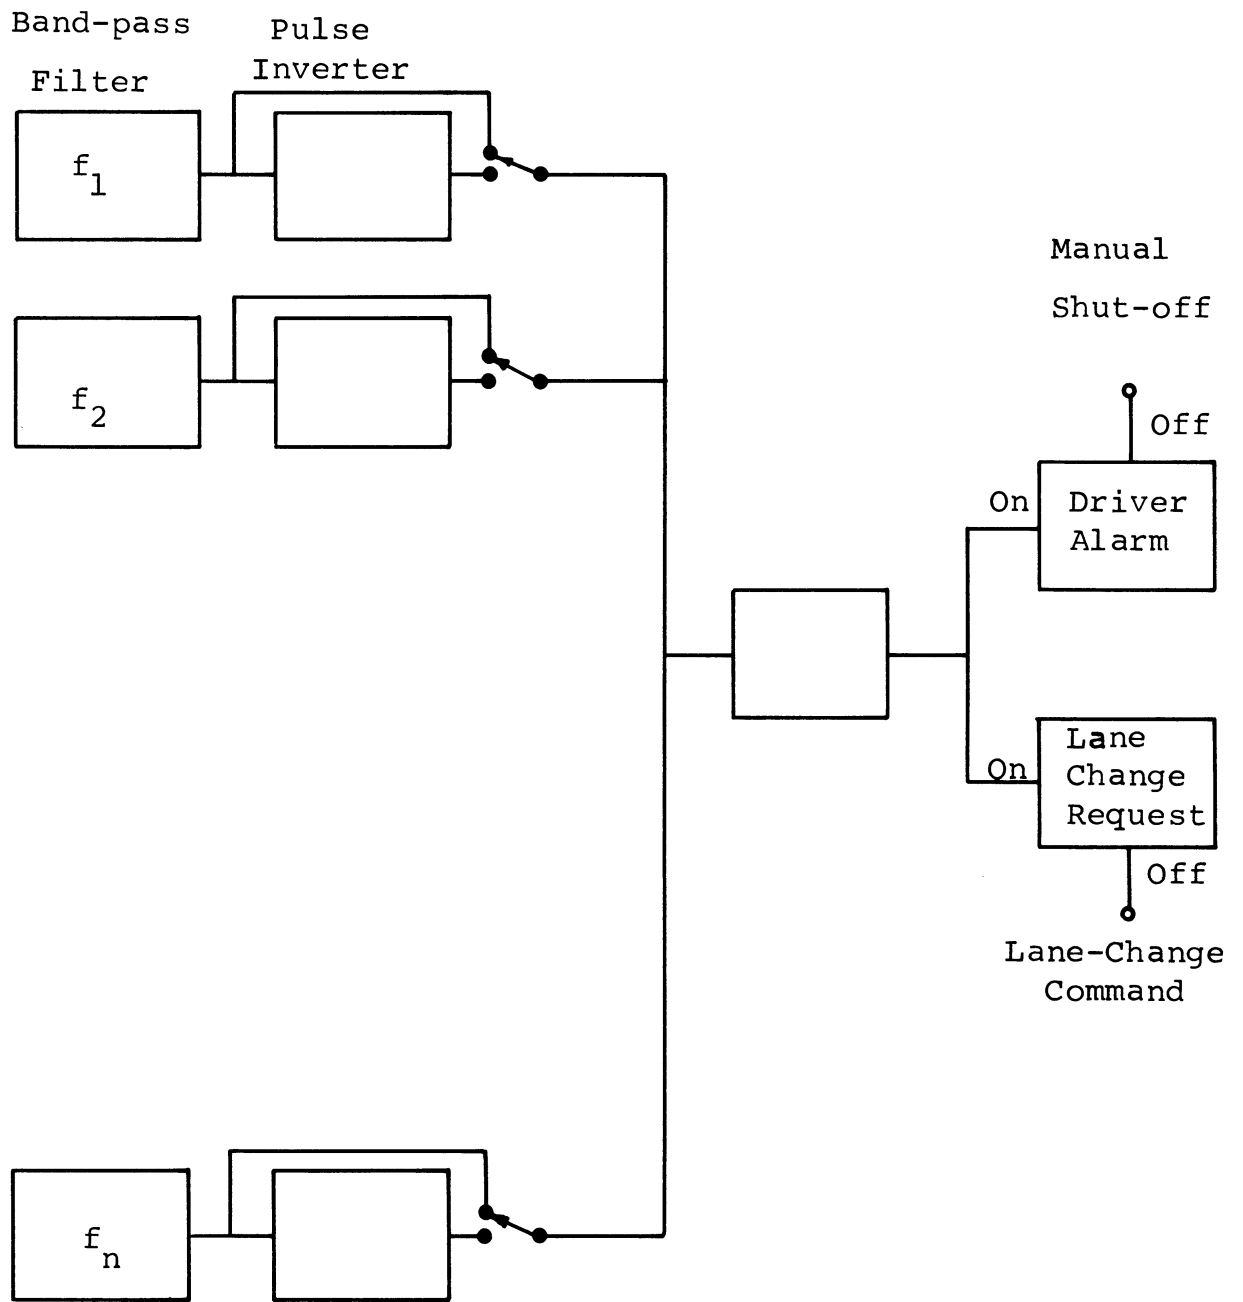 Band-pass
Filter
Pulse
Inverter
f1
f2
Manual
Shut-off
Off
On
Driver
Alarm
On
Lane
Change
Request
Off
Lane-Change
Command
fn